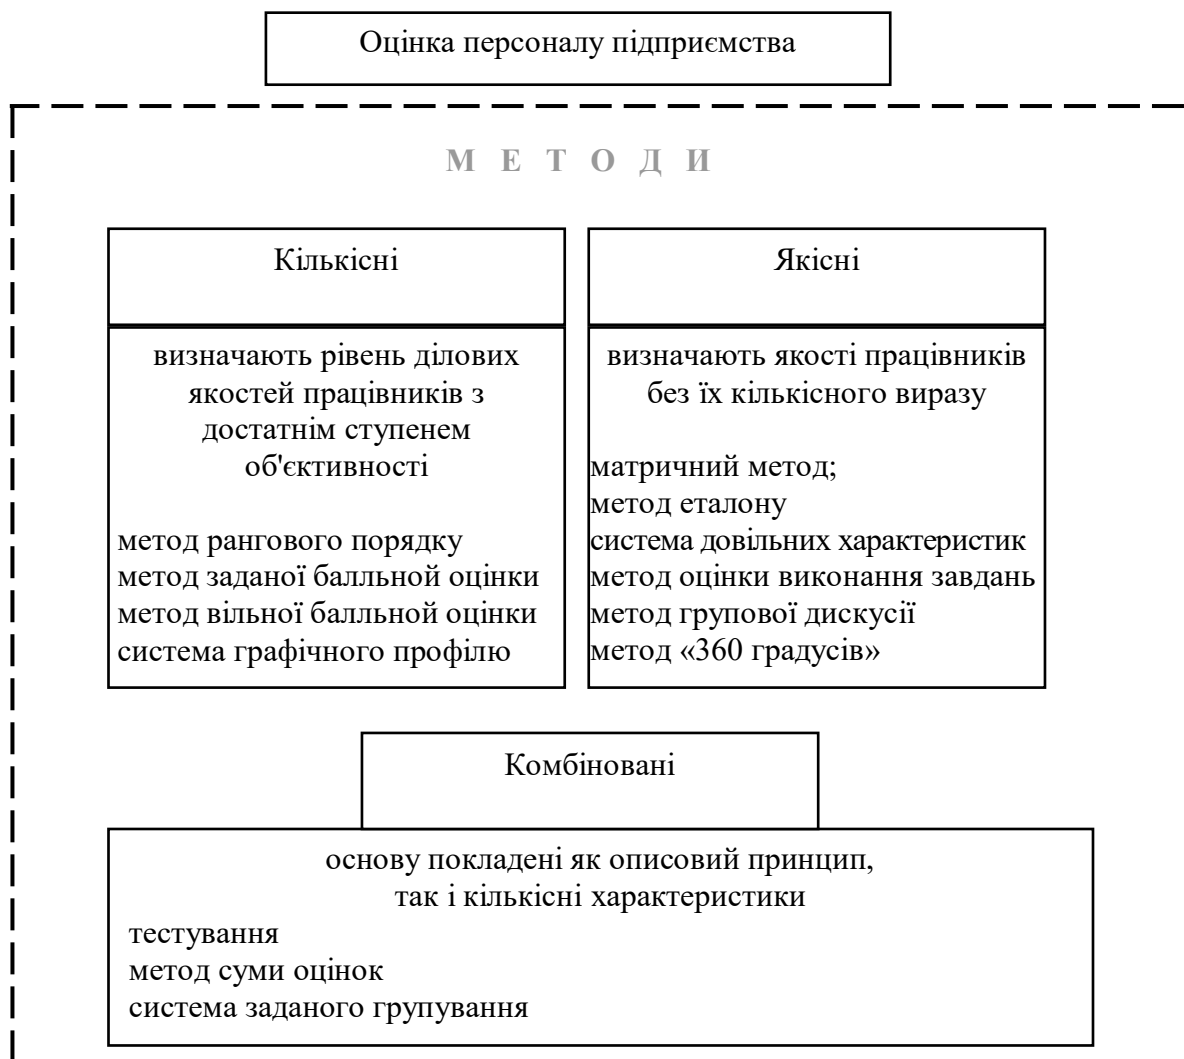 Оцінка персоналу підприємства
М Е Т О Д И
Кількісні
визначають рівень ділових
якостей працівників з
достатнім ступенем
об'єктивності
метод рангового порядку
метод заданої балльной оцінки
метод вільної балльной оцінки
система графічного профілю
Якісні
визначають якості працівників
без їх кількісного виразу
матричний метод;
метод еталону
система довільних характеристик
метод оцінки виконання завдань
метод групової дискусії
метод «360 градусів»
Комбіновані
основу покладені як описовий принцип,
так і кількісні характеристики
тестування
метод суми оцінок
система заданого групування